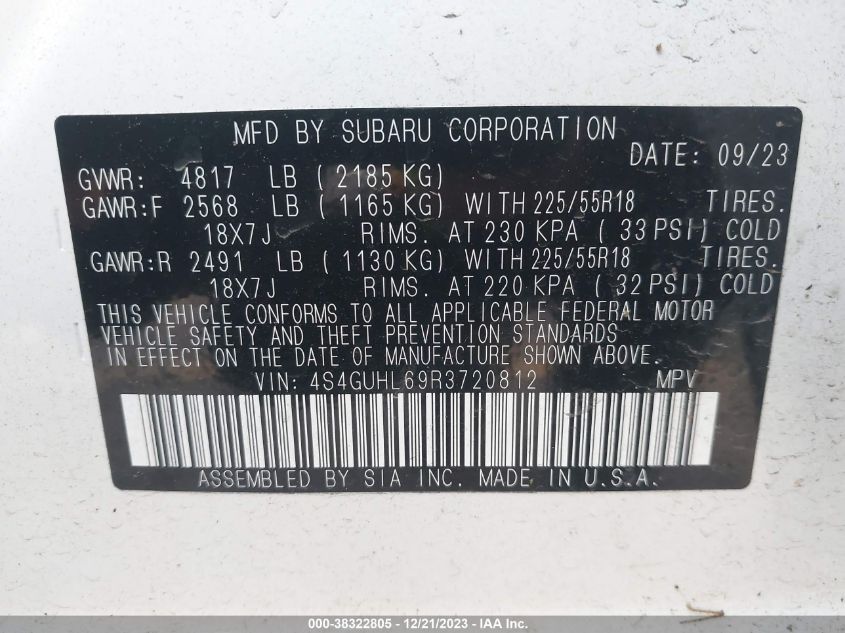 MFD BY SUBARU CORPORATION
DATE: 09/23
GVWR: 4817 LB ( 2185 KG)
GAWR:F 2568 LB ( 1165 KG) WITH 225/55R18 TIRES.
18X7J RIMS. AT 230 KPA ( 33 PSI) COLD
GAWR:R 2491 LB ( 1130 KG) WITH 225/55R18 TIRES.
18X7J RIMS. AT 220 KPA ( 32 PSI) COLD
THIS VEHICLE CONFORMS TO ALL APPLICABLE FEDERAL MOTOR
VEHICLE SAFETY AND THEFT PREVENTION STANDARDS
IN EFFECT ON THE DATE OF MANUFACTURE SHOWN ABOVE.
VIN: 4S4GUHL69R3720812 MPV
ASSEMBLED BY SIA INC. MADE IN U.S.A.
000-38322805 - 12/21/2023 - IAA Inc.